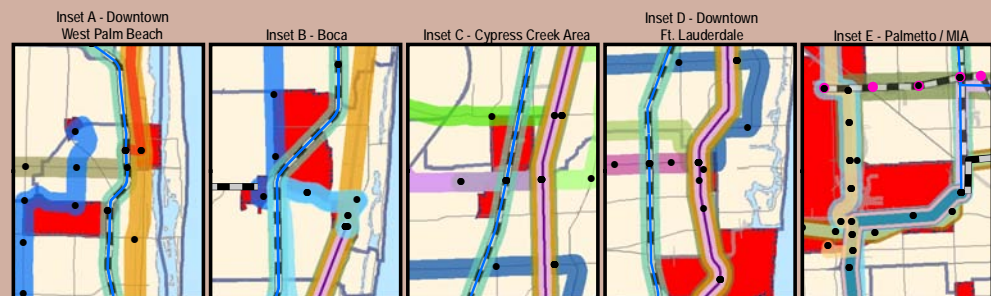 Inset A - Downtown
West Palm Beach
Inset B - Boca
Inset C - Cypress Creek Area
Inset D - Downtown
Ft. Lauderdale
Inset E - Palmetto / MIA